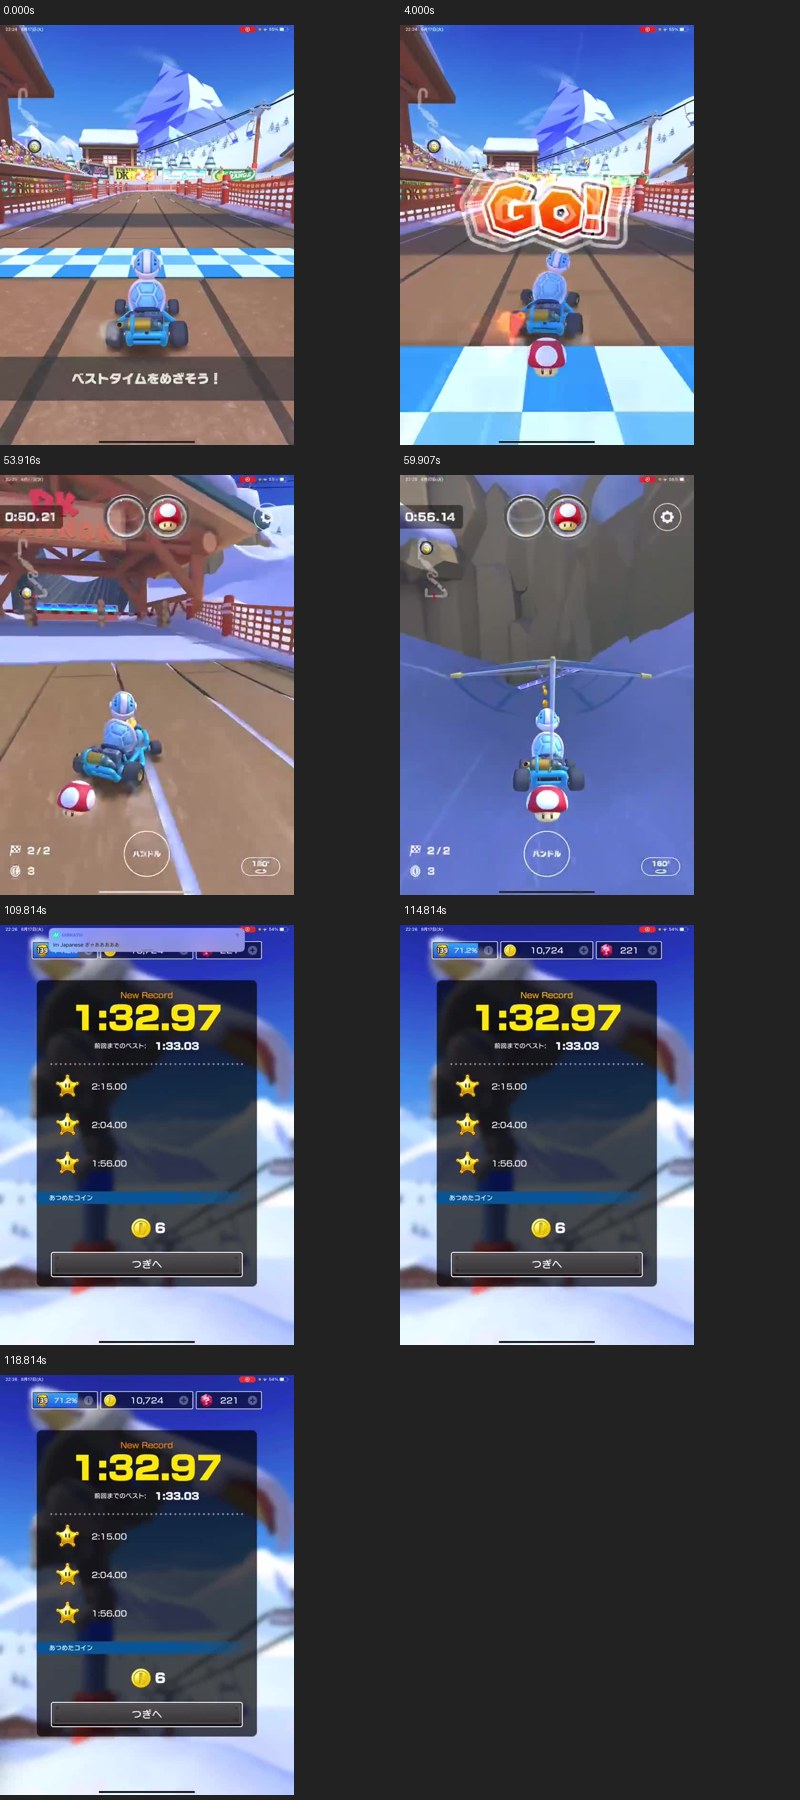 0.000s
4.000s
DK
GO!
ベストタイムをめざそう!
53.916s
59.907s
0:50.21
0:56.14
ハンドル
2/2
3
180°
ハンドル
2/2
3
160°
109.814s
114.814s
Im Japanese
71.2%
10,724
221
New Record
1:32.97
前回までのベスト: 1:33.03
2:15.00
2:04.00
1:56.00
あつめたコイン
6
つぎへ
New Record
1:32.97
前回までのベスト: 1:33.03
2:15.00
2:04.00
1:56.00
あつめたコイン
6
つぎへ
118.814s
71.2%
10,724
221
New Record
1:32.97
前回までのベスト: 1:33.03
2:15.00
2:04.00
1:56.00
あつめたコイン
6
つぎへ